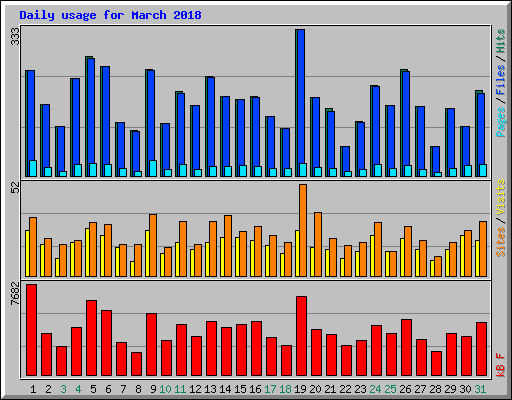 Daily usage for March 2018
333
52
7682
Pages / Files / Hits
Sites / Visits
kB F
1 2 3 4 5 6 7 8 9 10 11 12 13 14 15 16 17 18 19 20 21 22 23 24 25 26 27 28 29 30 31